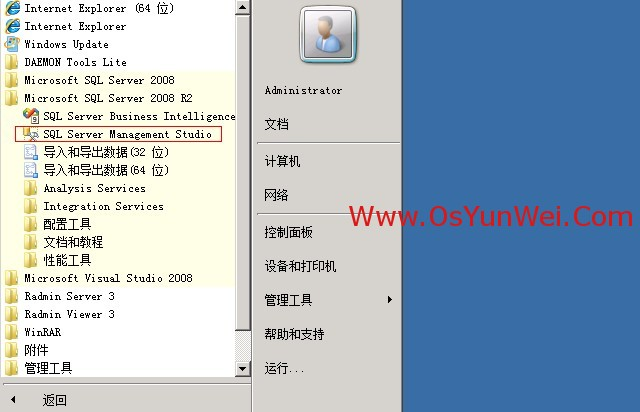 Internet Explorer (64 位)
Internet Explorer
Windows Update
DAEMON Tools Lite
Microsoft SQL Server 2008
Microsoft SQL Server 2008 R2
SQL Server Business Intelligence
SQL Server Management Studio
导入和导出数据(32 位)
导入和导出数据(64 位)
Analysis Services
Integration Services
配置工具
文档和教程
性能工具
Microsoft Visual Studio 2008
Radmin Server 3
Radmin Viewer 3
WinRAR
附件
管理工具
返回
Administrator
文档
计算机
网络
控制面板
设备和打印机
管理工具
帮助和支持
运行...
Www.OsYunWei.Com